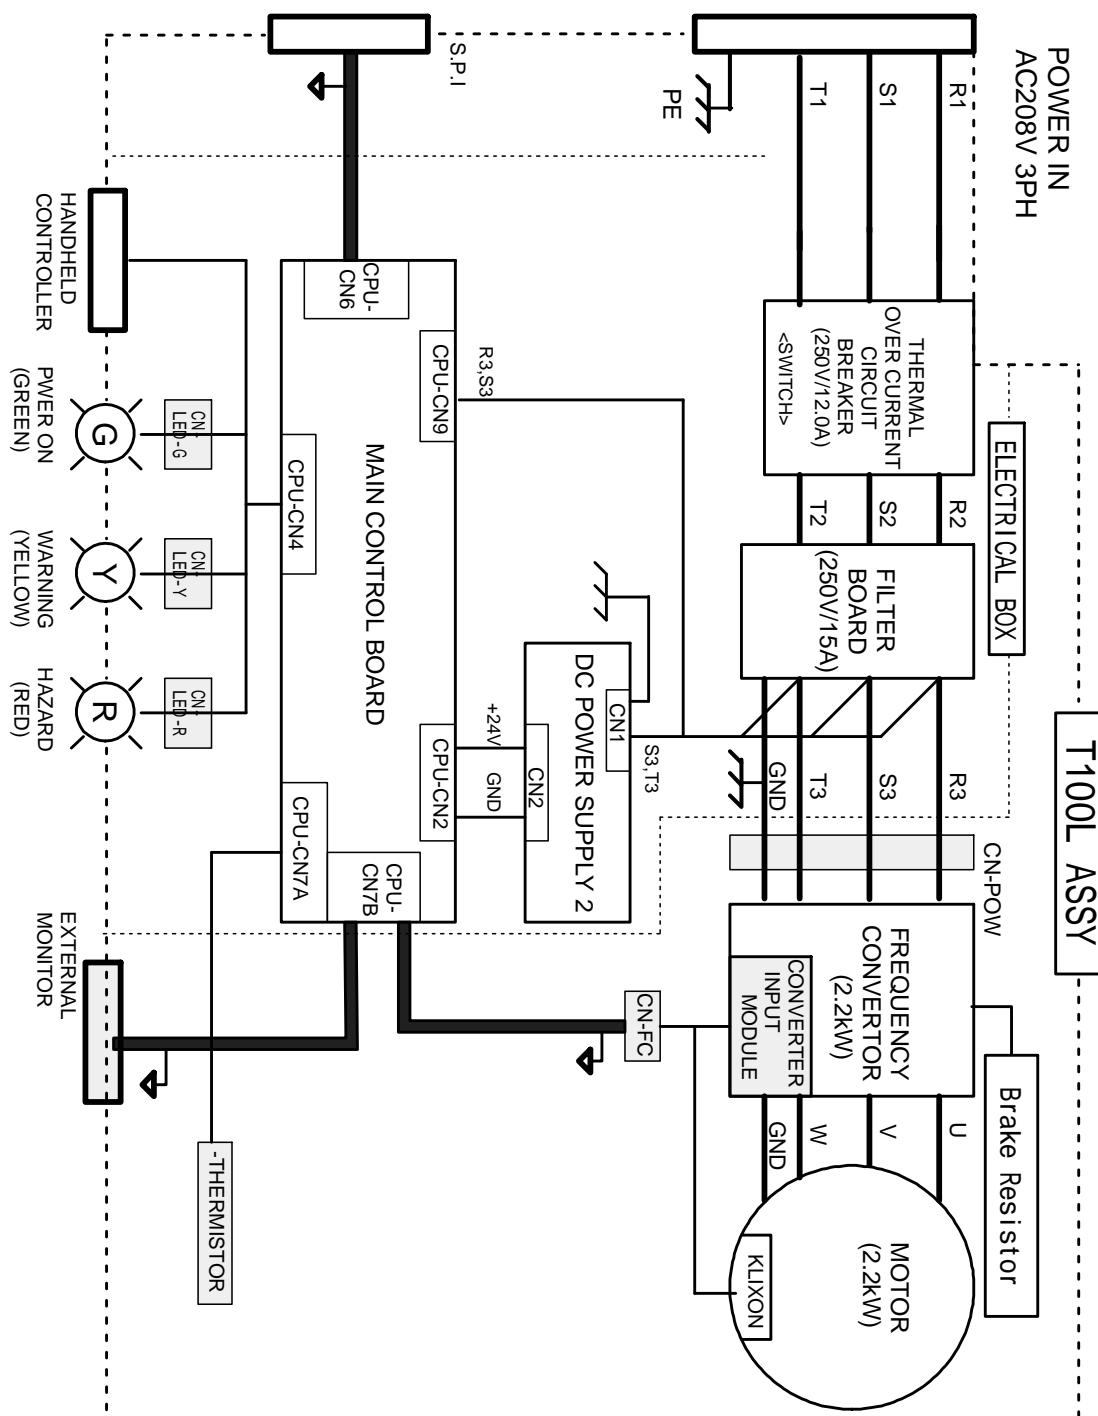 POWER IN
AC208V 3PH
R1
S1
T1
PE
S.P.I
THERMAL
OVER CURRENT
CIRCUIT
BREAKER
(250V/12.0A)
<SWITCH>
ELECTRICAL BOX
R2
S2
T2
FILTER
BOARD
(250V/15A)
T100L ASSY
R3
S3
T3
GND
CN-POW
FREQUENCY
CONVERTOR
(2.2kW)
CONVERTER
INPUT
MODULE
Brake Resistor
U
V
W
GND
MOTOR
(2.2kW)
KLIXON
CN-FC
S3,T3
CN1
DC POWER SUPPLY 2
CN2
+24V
GND
R3,S3
CPU-
CN6
CPU-CN9
MAIN CONTROL BOARD
CPU-CN4
CPU-CN2
CPU-CN7A
CPU-
CN7B
HANDHELD
CONTROLLER
CN-
LED-G
CN-
LED-Y
CN-
LED-R
G
Y
R
PWER ON
(GREEN)
WARNING
(YELLOW)
HAZARD
(RED)
EXTERNAL
MONITOR
-THERMISTOR